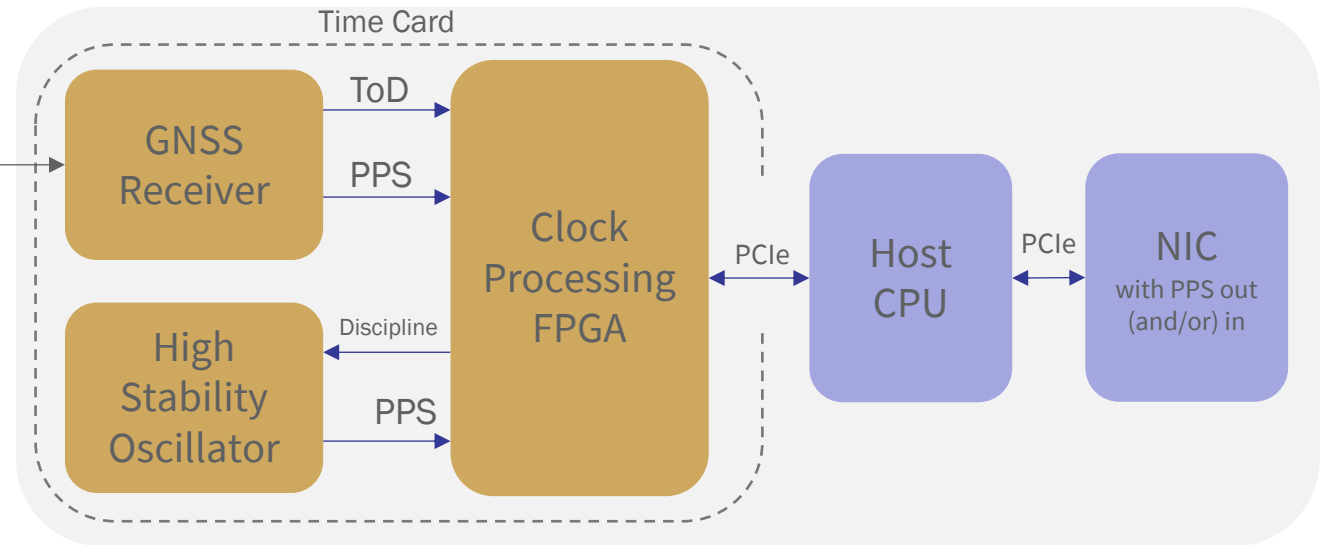 Time Card
GNSS
Receiver
ToD
PPS
Clock
Processing
FPGA
High
Stability
Oscillator
Discipline
PPS
PCIe
Host
CPU
PCIe
NIC
with PPS out
(and/or) in